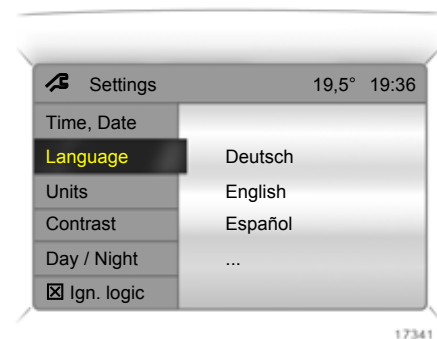 Settings 19,5° 19:36
Time, Date
Language Deutsch
Units English
Contrast Español
Day / Night ...
Ign. logic
17341